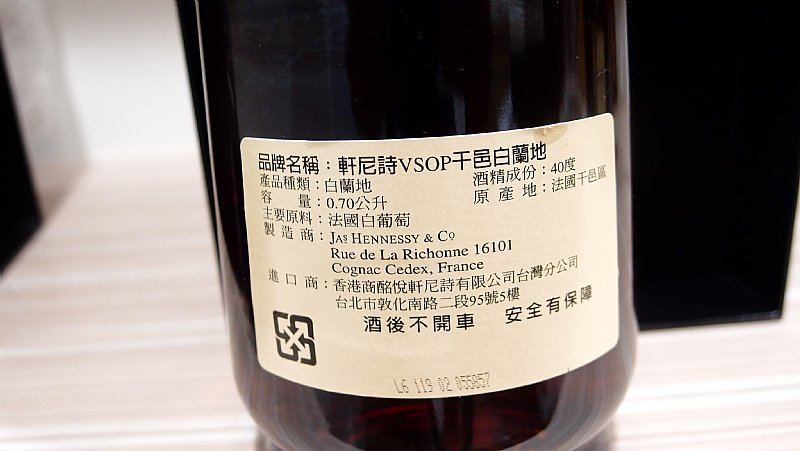 品牌名稱：軒尼詩VSOP干邑白蘭地
產品種類：白蘭地 酒精成份：40度
容　量：0.70公升 原　產　地：法國干邑區
主要原料：法國白葡萄
製造商：JAS HENNESSY & CO
Rue de La Richonne 16101
Cognac Cedex, France
進口商：香港商酩悅軒尼詩有限公司台灣分公司
台北市敦化南路二段95號5樓
酒後不開車　安全有保障
L6 119 02 055857